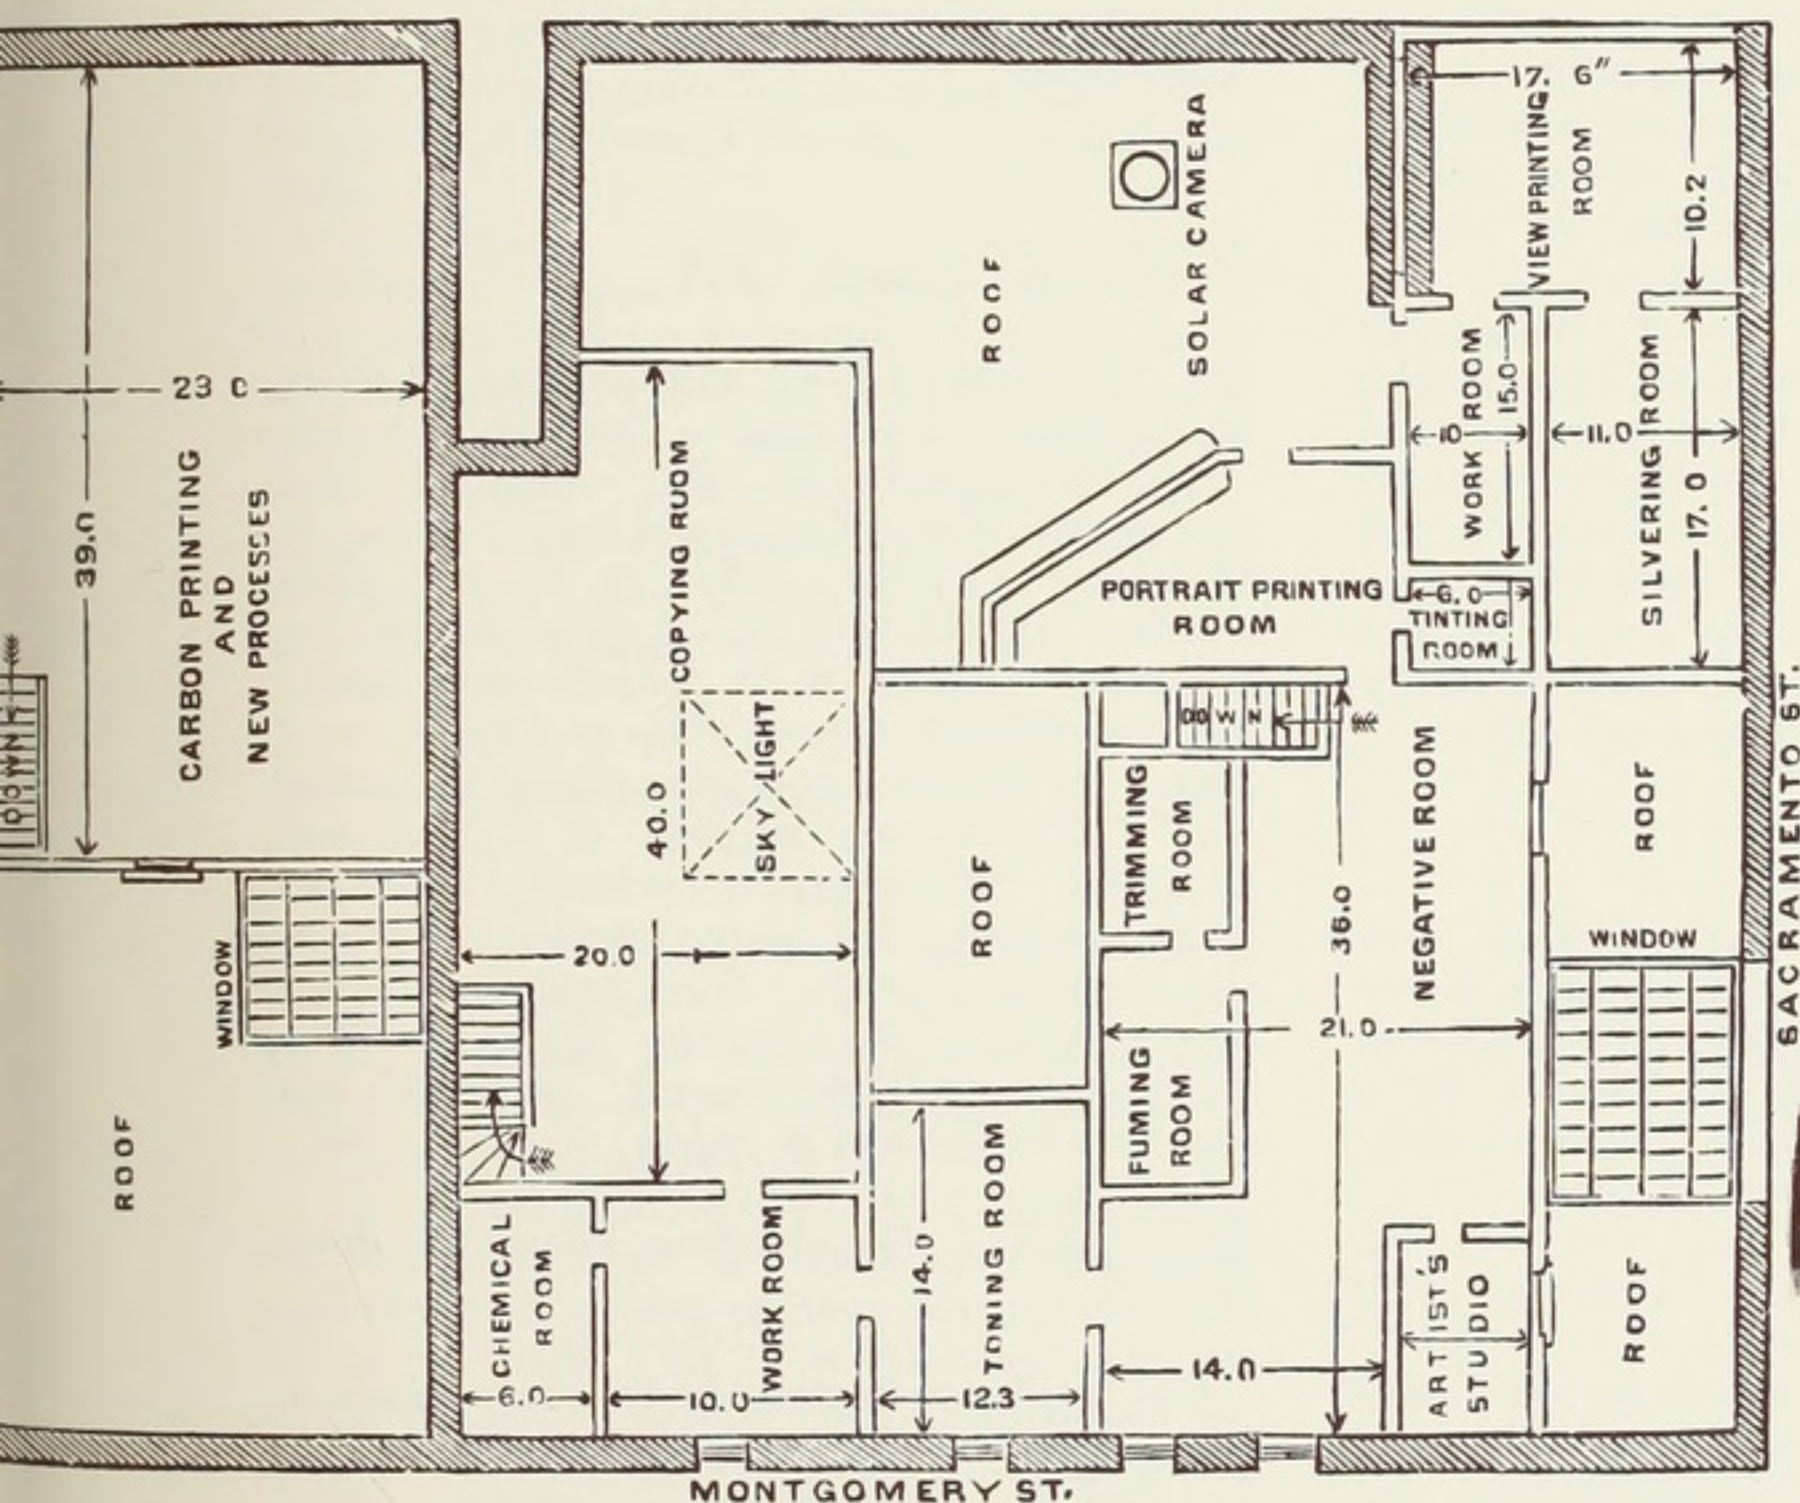 17. 6"
VIEW PRINTING
ROOM
10.2
SOLAR CAMERA
ROOF
23 0
39.0
CARBON PRINTING
AND
NEW PROCESSES
DOWN
COPYING ROOM
40.0
SKY LIGHT
20.0
WORK ROOM
15.0
10
11.0
SILVERING ROOM
17.0
PORTRAIT PRINTING
ROOM
6.0
TINTING
ROOM
DOWN
TRIMMING
ROOM
ROOF
36.0
NEGATIVE ROOM
21.0
ROOF
WINDOW
SACRAMENTO ST.
WINDOW
ROOF
FUMING
ROOM
CHEMICAL
ROOM
6.0
WORK ROOM
10.0
14.0
TONING ROOM
12.3
14.0
ARTIST'S
STUDIO
ROOF
MONTGOMERY ST.